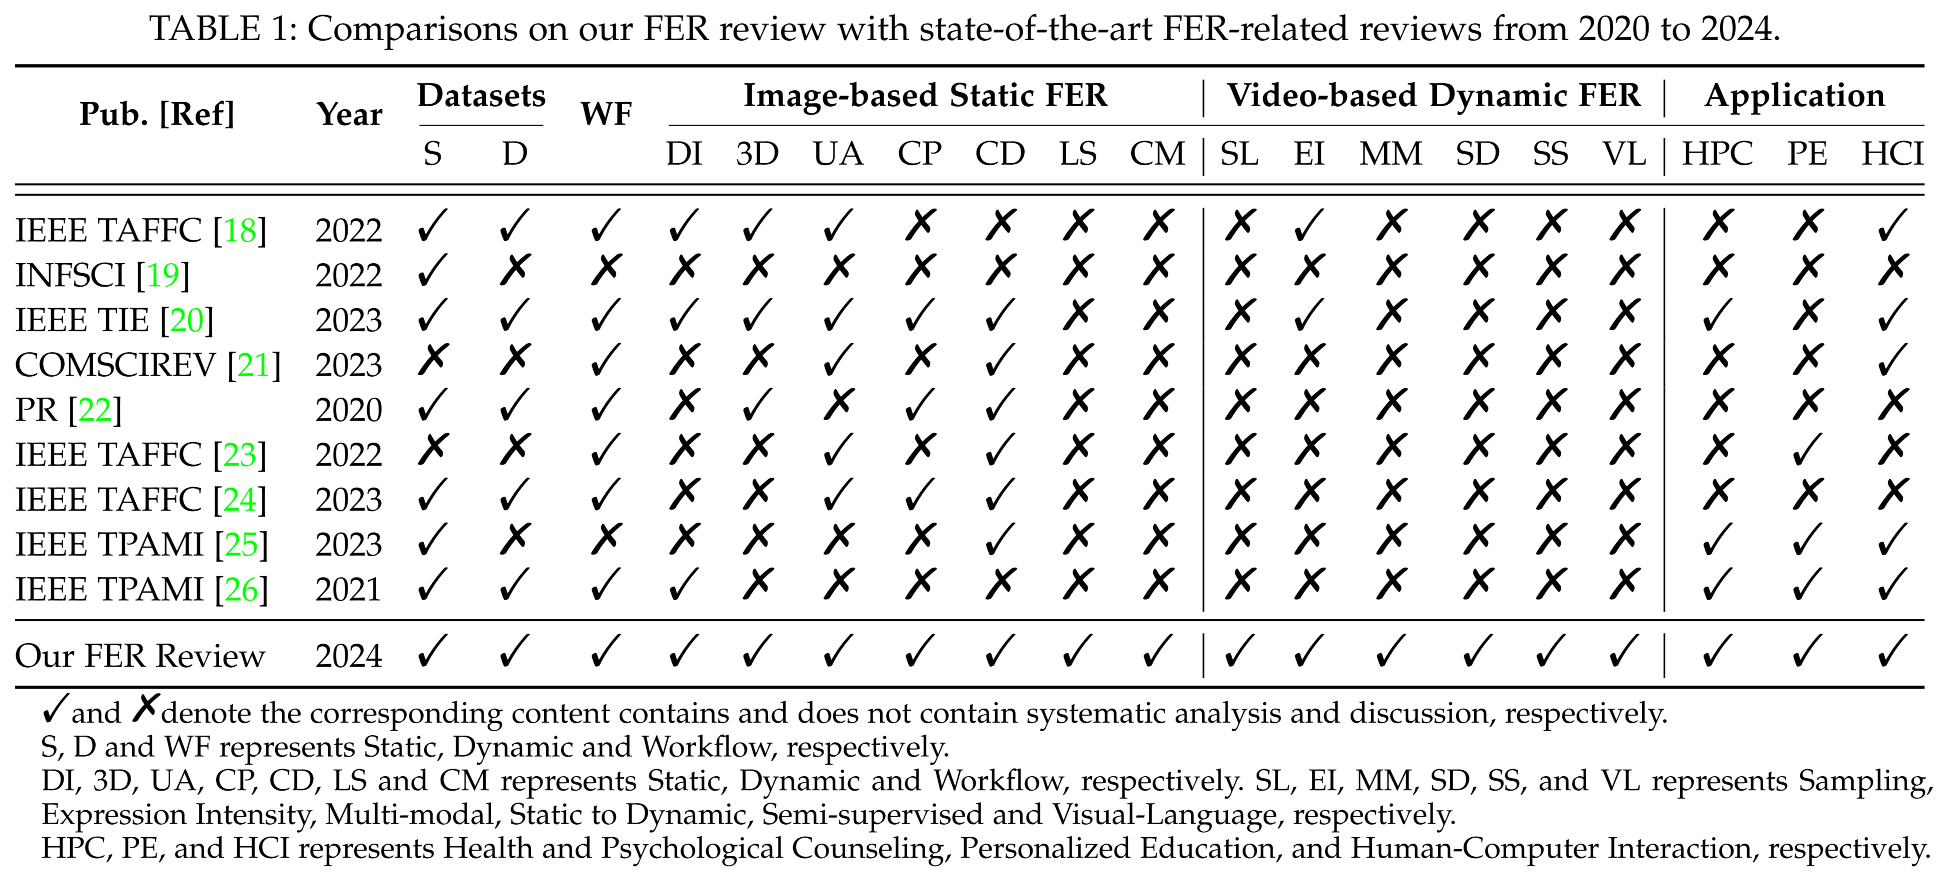 TABLE 1: Comparisons on our FER review with state-of-the-art FER-related reviews from 2020 to 2024.
Pub. [Ref] Year Datasets WF Image-based Static FER Video-based Dynamic FER Application
S D DI 3D UA CP CD LS CM SL EI MM SD SS VL HPC PE HCI
IEEE TAFFC [18] 2022 ✓ ✓ ✓ ✓ ✓ ✓ ✗ ✗ ✗ ✗ ✗ ✓ ✗ ✗ ✗ ✗ ✗ ✗ ✓
INFSCI [19] 2022 ✓ ✗ ✗ ✗ ✗ ✗ ✗ ✗ ✗ ✗ ✗ ✗ ✗ ✗ ✗ ✗ ✗ ✗ ✗
IEEE TIE [20] 2023 ✓ ✓ ✓ ✓ ✓ ✓ ✓ ✓ ✗ ✗ ✗ ✓ ✗ ✗ ✗ ✗ ✓ ✗ ✓
COMSCIREV [21] 2023 ✗ ✗ ✓ ✗ ✗ ✓ ✗ ✓ ✗ ✗ ✗ ✗ ✗ ✗ ✗ ✗ ✗ ✗ ✓
PR [22] 2020 ✓ ✓ ✓ ✗ ✓ ✗ ✓ ✓ ✗ ✗ ✗ ✗ ✗ ✗ ✗ ✗ ✗ ✗ ✗
IEEE TAFFC [23] 2022 ✗ ✗ ✓ ✗ ✗ ✓ ✗ ✓ ✗ ✗ ✗ ✗ ✗ ✗ ✗ ✗ ✗ ✓ ✗
IEEE TAFFC [24] 2023 ✓ ✓ ✓ ✗ ✗ ✓ ✓ ✓ ✗ ✗ ✗ ✗ ✗ ✗ ✗ ✗ ✗ ✗ ✗
IEEE TPAMI [25] 2023 ✓ ✗ ✗ ✗ ✗ ✗ ✗ ✓ ✗ ✗ ✗ ✗ ✗ ✗ ✗ ✗ ✓ ✓ ✓
IEEE TPAMI [26] 2021 ✓ ✓ ✓ ✓ ✗ ✗ ✗ ✗ ✗ ✗ ✗ ✗ ✗ ✗ ✗ ✗ ✓ ✓ ✓
Our FER Review 2024 ✓ ✓ ✓ ✓ ✓ ✓ ✓ ✓ ✓ ✓ ✓ ✓ ✓ ✓ ✓ ✓ ✓ ✓ ✓
✓and ✗denote the corresponding content contains and does not contain systematic analysis and discussion, respectively.
S, D and WF represents Static, Dynamic and Workflow, respectively.
DI, 3D, UA, CP, CD, LS and CM represents Static, Dynamic and Workflow, respectively. SL, EI, MM, SD, SS, and VL represents Sampling,
Expression Intensity, Multi-modal, Static to Dynamic, Semi-supervised and Visual-Language, respectively.
HPC, PE, and HCI represents Health and Psychological Counseling, Personalized Education, and Human-Computer Interaction, respectively.